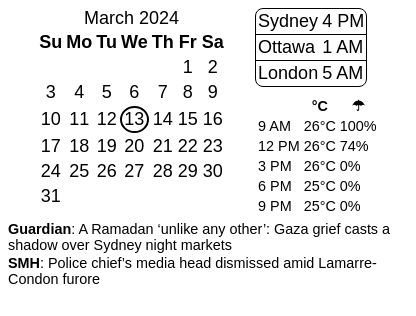 March 2024
Su Mo Tu We Th Fr Sa
1 2
3 4 5 6 7 8 9
10 11 12 13 14 15 16
17 18 19 20 21 22 23
24 25 26 27 28 29 30
31
Sydney 4 PM
Ottawa 1 AM
London 5 AM
°C ☂
9 AM 26°C 100%
12 PM 26°C 74%
3 PM 26°C 0%
6 PM 25°C 0%
9 PM 25°C 0%
Guardian: A Ramadan ‘unlike any other’: Gaza grief casts a
shadow over Sydney night markets
SMH: Police chief’s media head dismissed amid Lamarre-
Condon furore